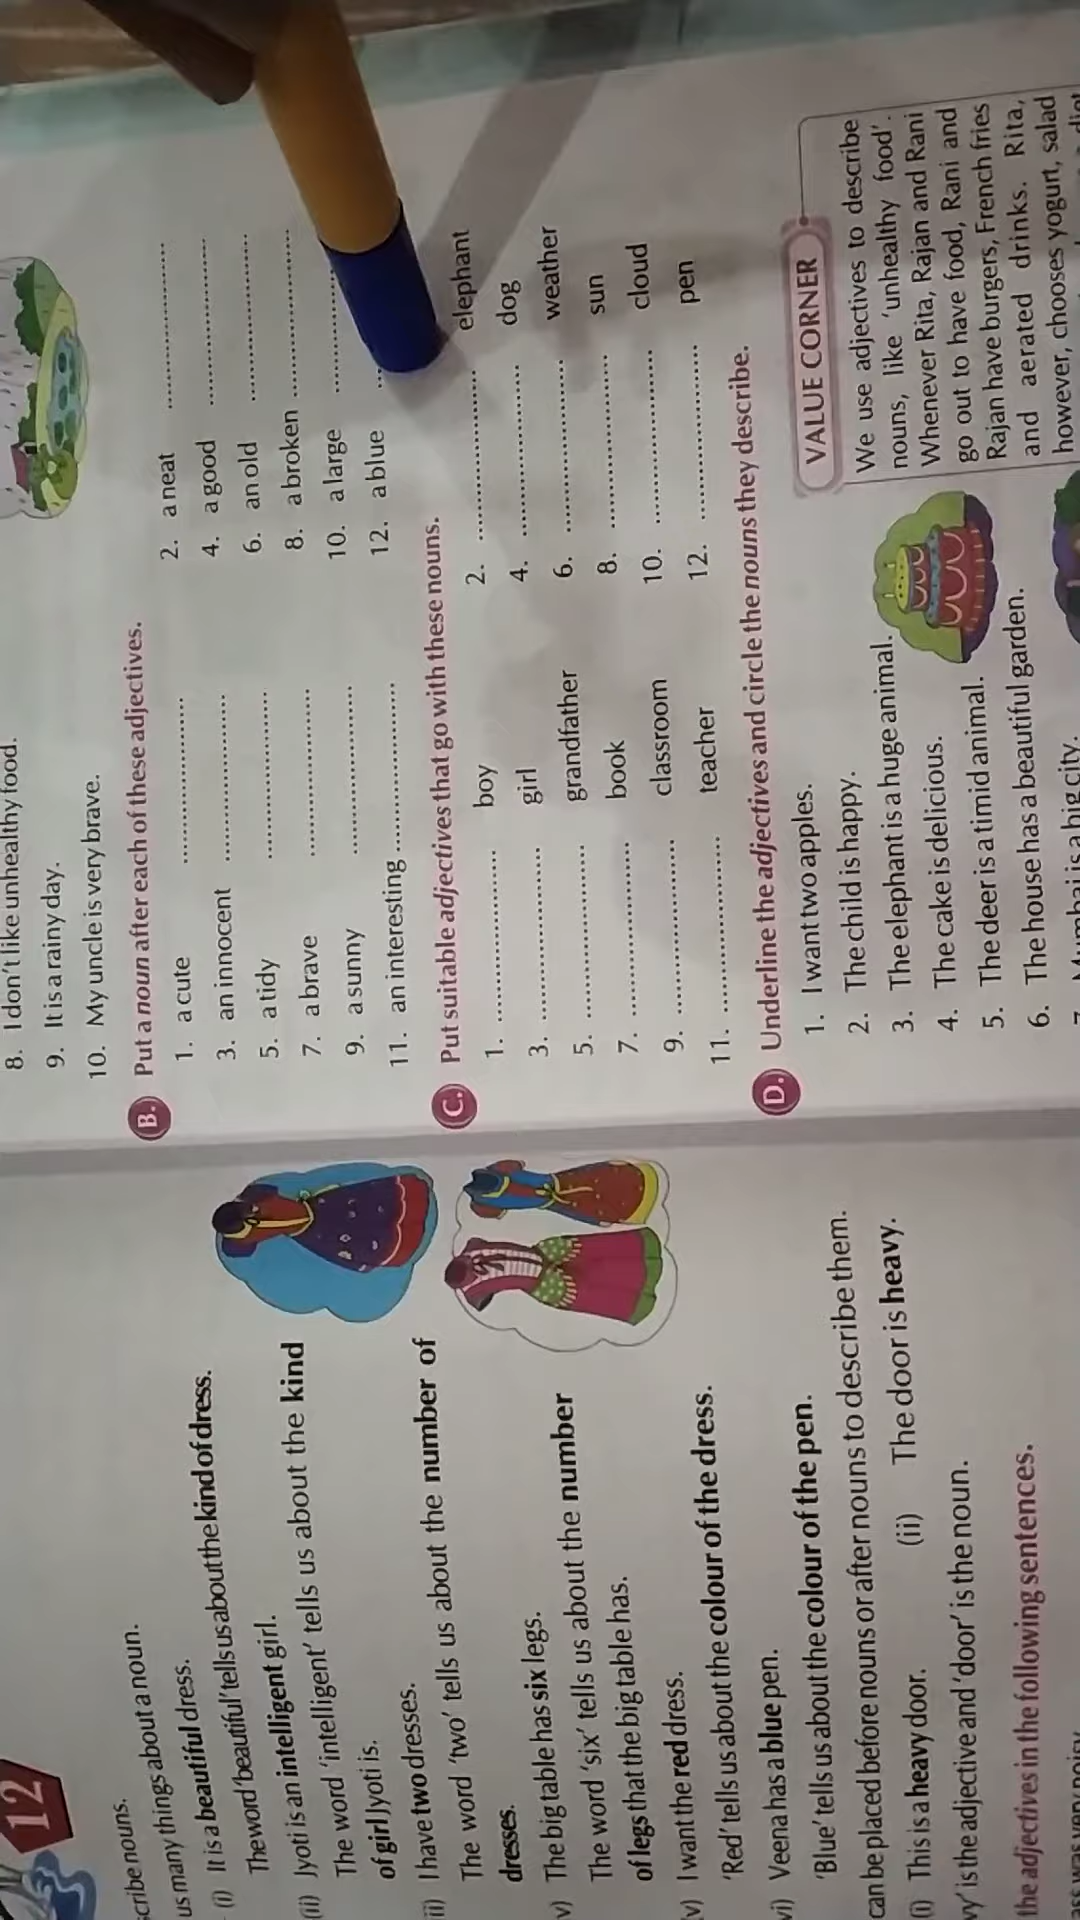 12
scribe nouns.
us many things about a noun.
(i) It is a beautiful dress.
The word 'beautiful' tells us about the kind of dress.
(ii) Jyoti is an intelligent girl.
The word 'intelligent' tells us about the kind
of girl Jyoti is.
ii) I have two dresses.
The word 'two' tells us about the number of
dresses.
v) The big table has six legs.
The word 'six' tells us about the number
of legs that the big table has.
v) I want the red dress.
'Red' tells us about the colour of the dress.
vi) Veena has a blue pen.
'Blue' tells us about the colour of the pen.
can be placed before nouns or after nouns to describe them.
(i) This is a heavy door. (ii) The door is heavy.
vy' is the adjective and 'door' is the noun.
the adjectives in the following sentences.
8. I don't like unhealthy food.
9. It is a rainy day.
10. My uncle is very brave.
B. Put a noun after each of these adjectives.
1. a cute .................... 2. a neat ....................
3. an innocent .................... 4. a good ....................
5. a tidy .................... 6. an old ....................
7. a brave .................... 8. a broken ....................
9. a sunny .................... 10. a large ....................
11. an interesting .................... 12. a blue ....................
C. Put suitable adjectives that go with these nouns.
1. .................... boy 2. .................... elephant
3. .................... girl 4. .................... dog
5. .................... grandfather 6. .................... weather
7. .................... book 8. .................... sun
9. .................... classroom 10. .................... cloud
11. .................... teacher 12. .................... pen
D. Underline the adjectives and circle the nouns they describe.
1. I want two apples.
2. The child is happy.
3. The elephant is a huge animal.
4. The cake is delicious.
5. The deer is a timid animal.
6. The house has a beautiful garden.
7. Mumbai is a big city.
VALUE CORNER
We use adjectives to describe
nouns, like 'unhealthy food'.
Whenever Rita, Rajan and Rani
go out to have food, Rani and
Rajan have burgers, French fries
and aerated drinks. Rita,
however, chooses yogurt, salad